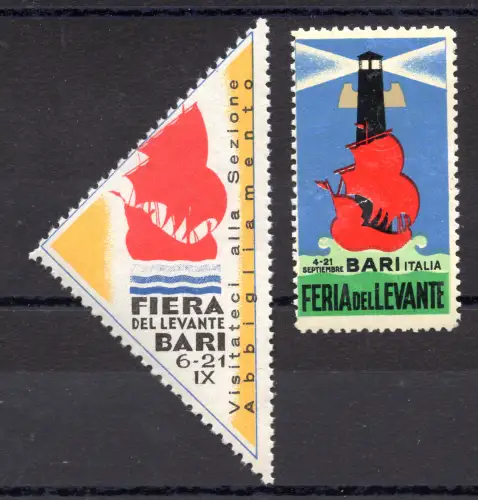 FIERA
DEL LEVANTE
BARI
6-21
IX
Visitateci alla Sezione
Abbigliamento
4-21
SEPTIEMBRE BARI ITALIA
FERIA DEL LEVANTE